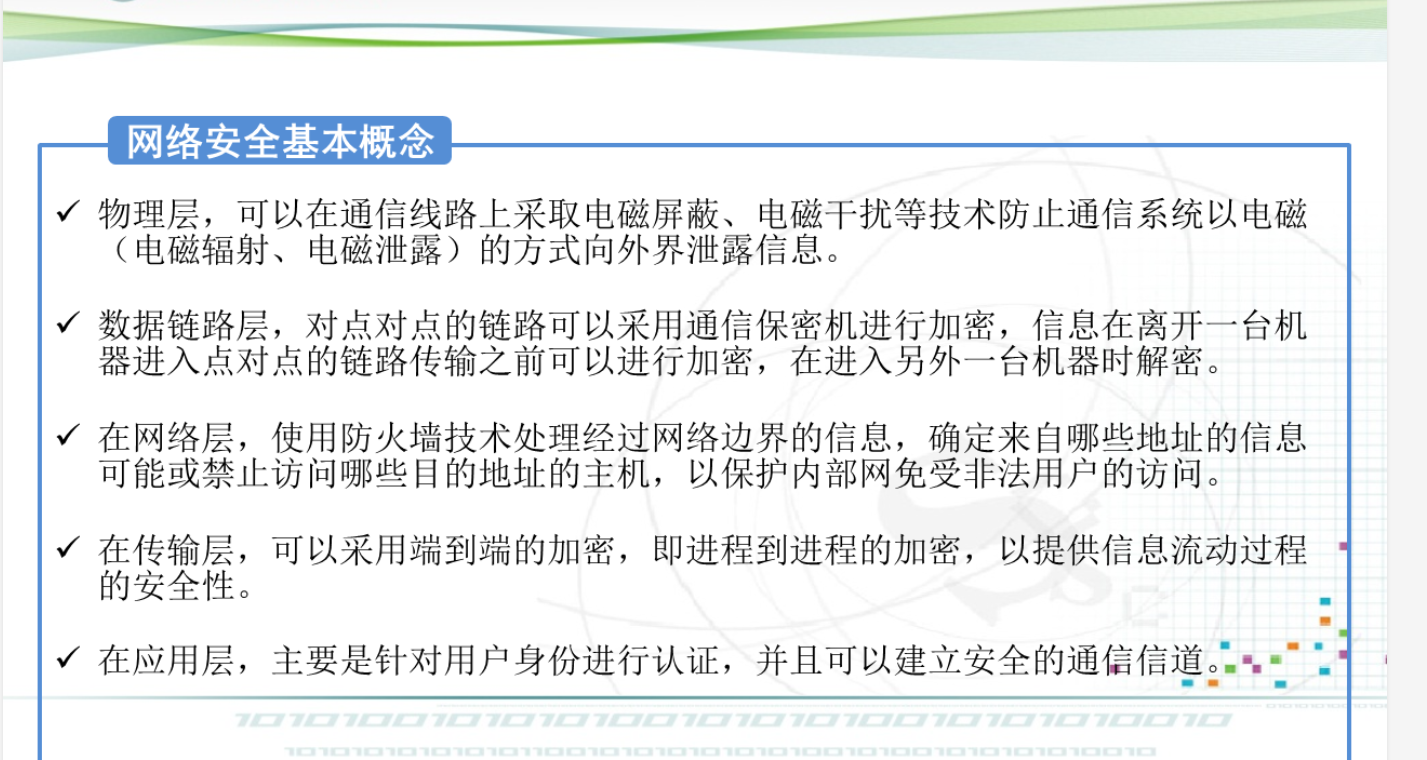 网络安全基本概念
✓ 物理层，可以在通信线路上采取电磁屏蔽、电磁干扰等技术防止通信系统以电磁
（电磁辐射、电磁泄露）的方式向外界泄露信息。
✓ 数据链路层，对点对点的链路可以采用通信保密机进行加密，信息在离开一台机
器进入点对点的链路传输之前可以进行加密，在进入另外一台机器时解密。
✓ 在网络层，使用防火墙技术处理经过网络边界的信息，确定来自哪些地址的信息
可能或禁止访问哪些目的地址的主机，以保护内部网免受非法用户的访问。
✓ 在传输层，可以采用端到端的加密，即进程到进程的加密，以提供信息流动过程
的安全性。
✓ 在应用层，主要是针对用户身份进行认证，并且可以建立安全的通信信道。